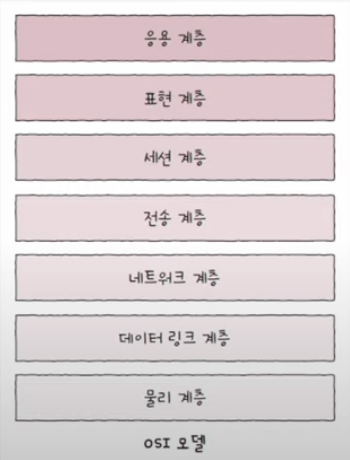 응용 계층
표현 계층
세션 계층
전송 계층
네트워크 계층
데이터 링크 계층
물리 계층
OSI 모델